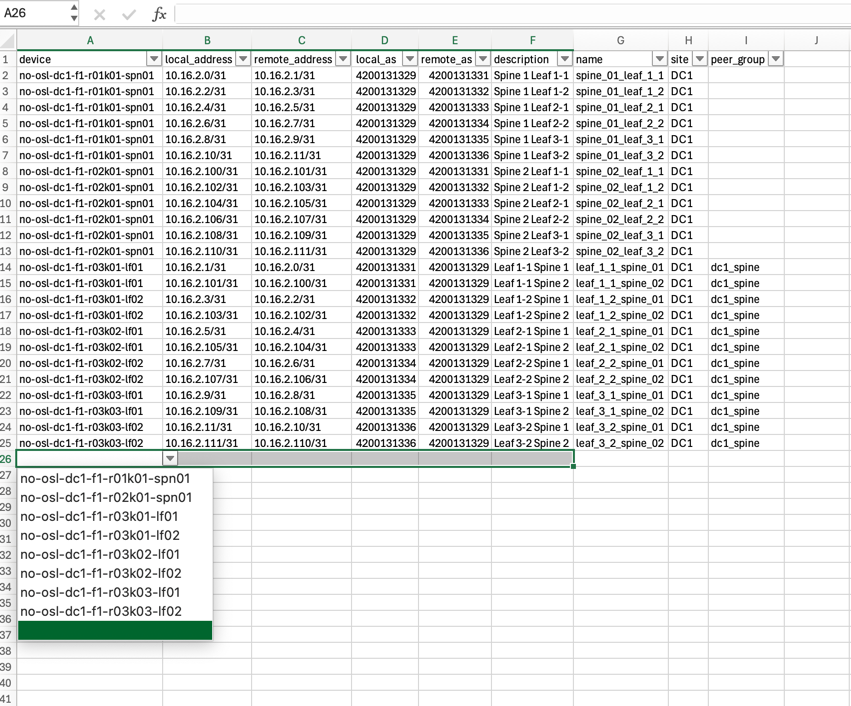 A26 fx
A B C D E F G H I J
1 device local_address remote_address local_as remote_as description name site peer_group
2 no-osl-dc1-f1-r01k01-spn01 10.16.2.0/31 10.16.2.1/31 4200131329 4200131331 Spine 1 Leaf 1-1 spine_01_leaf_1_1 DC1
3 no-osl-dc1-f1-r01k01-spn01 10.16.2.2/31 10.16.2.3/31 4200131329 4200131332 Spine 1 Leaf 1-2 spine_01_leaf_1_2 DC1
4 no-osl-dc1-f1-r01k01-spn01 10.16.2.4/31 10.16.2.5/31 4200131329 4200131333 Spine 1 Leaf 2-1 spine_01_leaf_2_1 DC1
5 no-osl-dc1-f1-r01k01-spn01 10.16.2.6/31 10.16.2.7/31 4200131329 4200131334 Spine 1 Leaf 2-2 spine_01_leaf_2_2 DC1
6 no-osl-dc1-f1-r01k01-spn01 10.16.2.8/31 10.16.2.9/31 4200131329 4200131335 Spine 1 Leaf 3-1 spine_01_leaf_3_1 DC1
7 no-osl-dc1-f1-r01k01-spn01 10.16.2.10/31 10.16.2.11/31 4200131329 4200131336 Spine 1 Leaf 3-2 spine_01_leaf_3_2 DC1
8 no-osl-dc1-f1-r02k01-spn01 10.16.2.100/31 10.16.2.101/31 4200131329 4200131331 Spine 2 Leaf 1-1 spine_02_leaf_1_1 DC1
9 no-osl-dc1-f1-r02k01-spn01 10.16.2.102/31 10.16.2.103/31 4200131329 4200131332 Spine 2 Leaf 1-2 spine_02_leaf_1_2 DC1
10 no-osl-dc1-f1-r02k01-spn01 10.16.2.104/31 10.16.2.105/31 4200131329 4200131333 Spine 2 Leaf 2-1 spine_02_leaf_2_1 DC1
11 no-osl-dc1-f1-r02k01-spn01 10.16.2.106/31 10.16.2.107/31 4200131329 4200131334 Spine 2 Leaf 2-2 spine_02_leaf_2_2 DC1
12 no-osl-dc1-f1-r02k01-spn01 10.16.2.108/31 10.16.2.109/31 4200131329 4200131335 Spine 2 Leaf 3-1 spine_02_leaf_3_1 DC1
13 no-osl-dc1-f1-r02k01-spn01 10.16.2.110/31 10.16.2.111/31 4200131329 4200131336 Spine 2 Leaf 3-2 spine_02_leaf_3_2 DC1
14 no-osl-dc1-f1-r03k01-lf01 10.16.2.1/31 10.16.2.0/31 4200131331 4200131329 Leaf 1-1 Spine 1 leaf_1_1_spine_01 DC1 dc1_spine
15 no-osl-dc1-f1-r03k01-lf01 10.16.2.101/31 10.16.2.100/31 4200131331 4200131329 Leaf 1-1 Spine 2 leaf_1_1_spine_02 DC1 dc1_spine
16 no-osl-dc1-f1-r03k01-lf02 10.16.2.3/31 10.16.2.2/31 4200131332 4200131329 Leaf 1-2 Spine 1 leaf_1_2_spine_01 DC1 dc1_spine
17 no-osl-dc1-f1-r03k01-lf02 10.16.2.103/31 10.16.2.102/31 4200131332 4200131329 Leaf 1-2 Spine 2 leaf_1_2_spine_02 DC1 dc1_spine
18 no-osl-dc1-f1-r03k02-lf01 10.16.2.5/31 10.16.2.4/31 4200131333 4200131329 Leaf 2-1 Spine 1 leaf_2_1_spine_01 DC1 dc1_spine
19 no-osl-dc1-f1-r03k02-lf01 10.16.2.105/31 10.16.2.104/31 4200131333 4200131329 Leaf 2-1 Spine 2 leaf_2_1_spine_02 DC1 dc1_spine
20 no-osl-dc1-f1-r03k02-lf02 10.16.2.7/31 10.16.2.6/31 4200131334 4200131329 Leaf 2-2 Spine 1 leaf_2_2_spine_01 DC1 dc1_spine
21 no-osl-dc1-f1-r03k02-lf02 10.16.2.107/31 10.16.2.106/31 4200131334 4200131329 Leaf 2-2 Spine 2 leaf_2_2_spine_02 DC1 dc1_spine
22 no-osl-dc1-f1-r03k03-lf01 10.16.2.9/31 10.16.2.8/31 4200131335 4200131329 Leaf 3-1 Spine 1 leaf_3_1_spine_01 DC1 dc1_spine
23 no-osl-dc1-f1-r03k03-lf01 10.16.2.109/31 10.16.2.108/31 4200131335 4200131329 Leaf 3-1 Spine 2 leaf_3_1_spine_02 DC1 dc1_spine
24 no-osl-dc1-f1-r03k03-lf02 10.16.2.11/31 10.16.2.10/31 4200131336 4200131329 Leaf 3-2 Spine 1 leaf_3_2_spine_01 DC1 dc1_spine
25 no-osl-dc1-f1-r03k03-lf02 10.16.2.111/31 10.16.2.110/31 4200131336 4200131329 Leaf 3-2 Spine 2 leaf_3_2_spine_02 DC1 dc1_spine
26
27 no-osl-dc1-f1-r01k01-spn01
28 no-osl-dc1-f1-r02k01-spn01
29 no-osl-dc1-f1-r03k01-lf01
30
31 no-osl-dc1-f1-r03k01-lf02
32 no-osl-dc1-f1-r03k02-lf01
33 no-osl-dc1-f1-r03k02-lf02
34 no-osl-dc1-f1-r03k03-lf01
35 no-osl-dc1-f1-r03k03-lf02
36
37
38
39
40
41